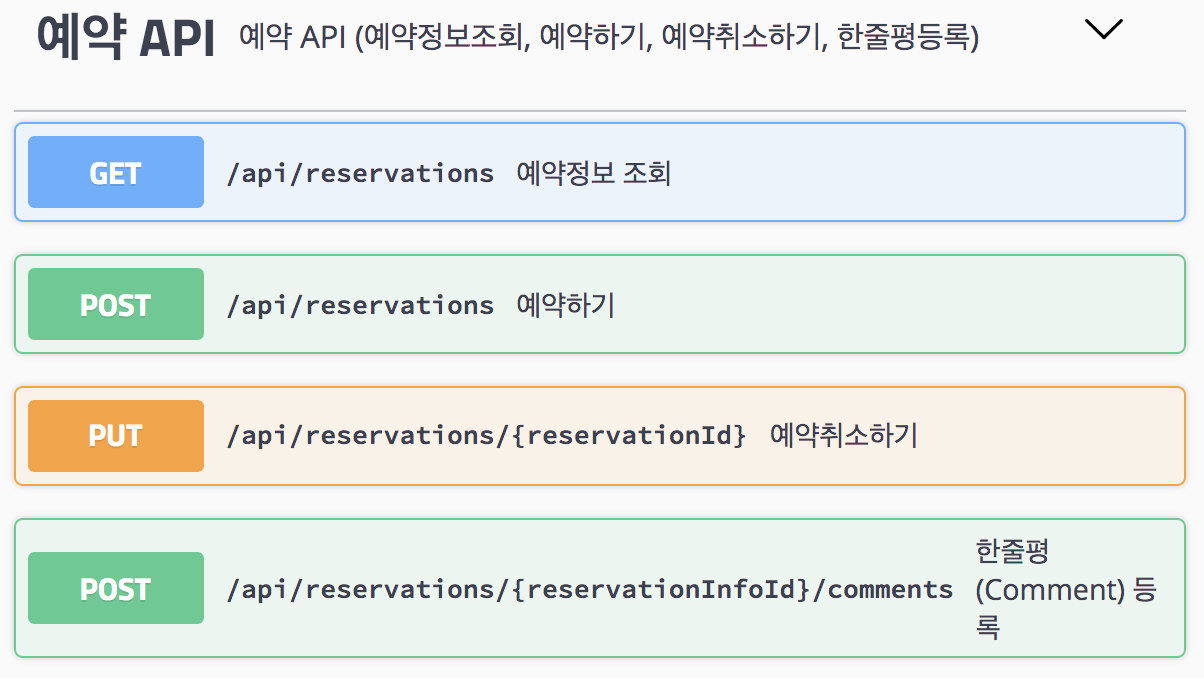 예약 API 예약 API (예약정보조회, 예약하기, 예약취소하기, 한줄평등록)
GET /api/reservations 예약정보 조회
POST /api/reservations 예약하기
PUT /api/reservations/{reservationId} 예약취소하기
POST /api/reservations/{reservationInfoId}/comments 한줄평
(Comment) 등
록